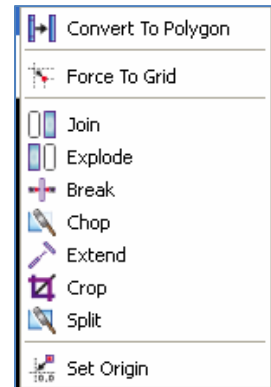 Convert To Polygon
Force To Grid
Join
Explode
Break
Chop
Extend
Crop
Split
Set Origin